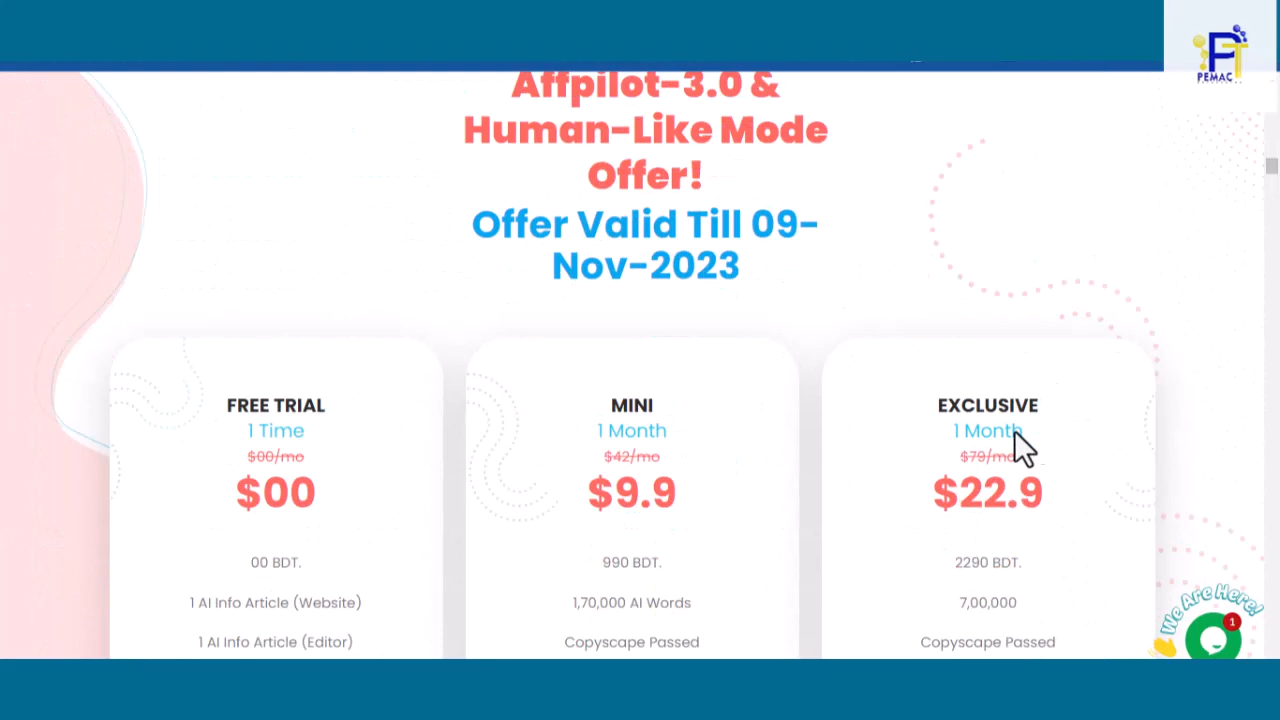 PEMAC
Affpilot-3.0 &
Human-Like Mode
Offer!
Offer Valid Till 09-
Nov-2023
FREE TRIAL
1 Time
$00/mo
$00
00 BDT.
1 AI Info Article (Website)
1 AI Info Article (Editor)
MINI
1 Month
$42/mo
$9.9
990 BDT.
1,70,000 AI Words
Copyscape Passed
EXCLUSIVE
1 Month
$79/mo
$22.9
2290 BDT.
7,00,000
Copyscape Passed
We Are Here!
1